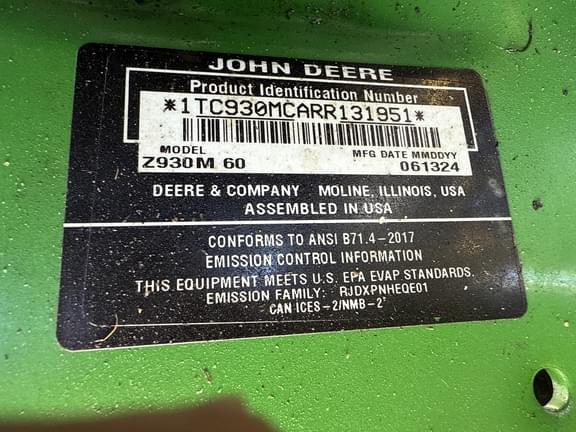 JOHN DEERE
Product Identification Number
*1TC930MCARR131951*
MODEL MFG DATE MMDDYY
Z930M 60 061324
DEERE & COMPANY MOLINE, ILLINOIS, USA
ASSEMBLED IN USA
CONFORMS TO ANSI B71.4-2017
EMISSION CONTROL INFORMATION
THIS EQUIPMENT MEETS U.S. EPA EVAP STANDARDS.
EMISSION FAMILY: RJDXPNHEQE01
CAN ICES-2/NMB-2